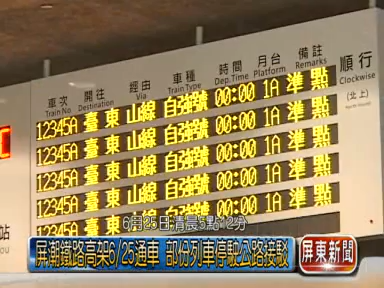 車次 開往 經由 車種 時間 月台 備註 順行
Train No. Destination Via Train Type Dep.Time Platform Remarks Clockwise
(北上)
12345A 臺東 山線 自強號 00:00 1A 準點
12345A 臺東 山線 自強號 00:00 1A 準點
12345A 臺東 山線 自強號 00:00 1A 準點
12345A 臺東 山線 自強號 00:00 1A 準點
12345A 臺東 山線 自強號 00:00 1A 準點
站
6月25日清晨5點12分
屏潮鐵路高架6/25通車 部份列車停駛公路接駁
屏東新聞